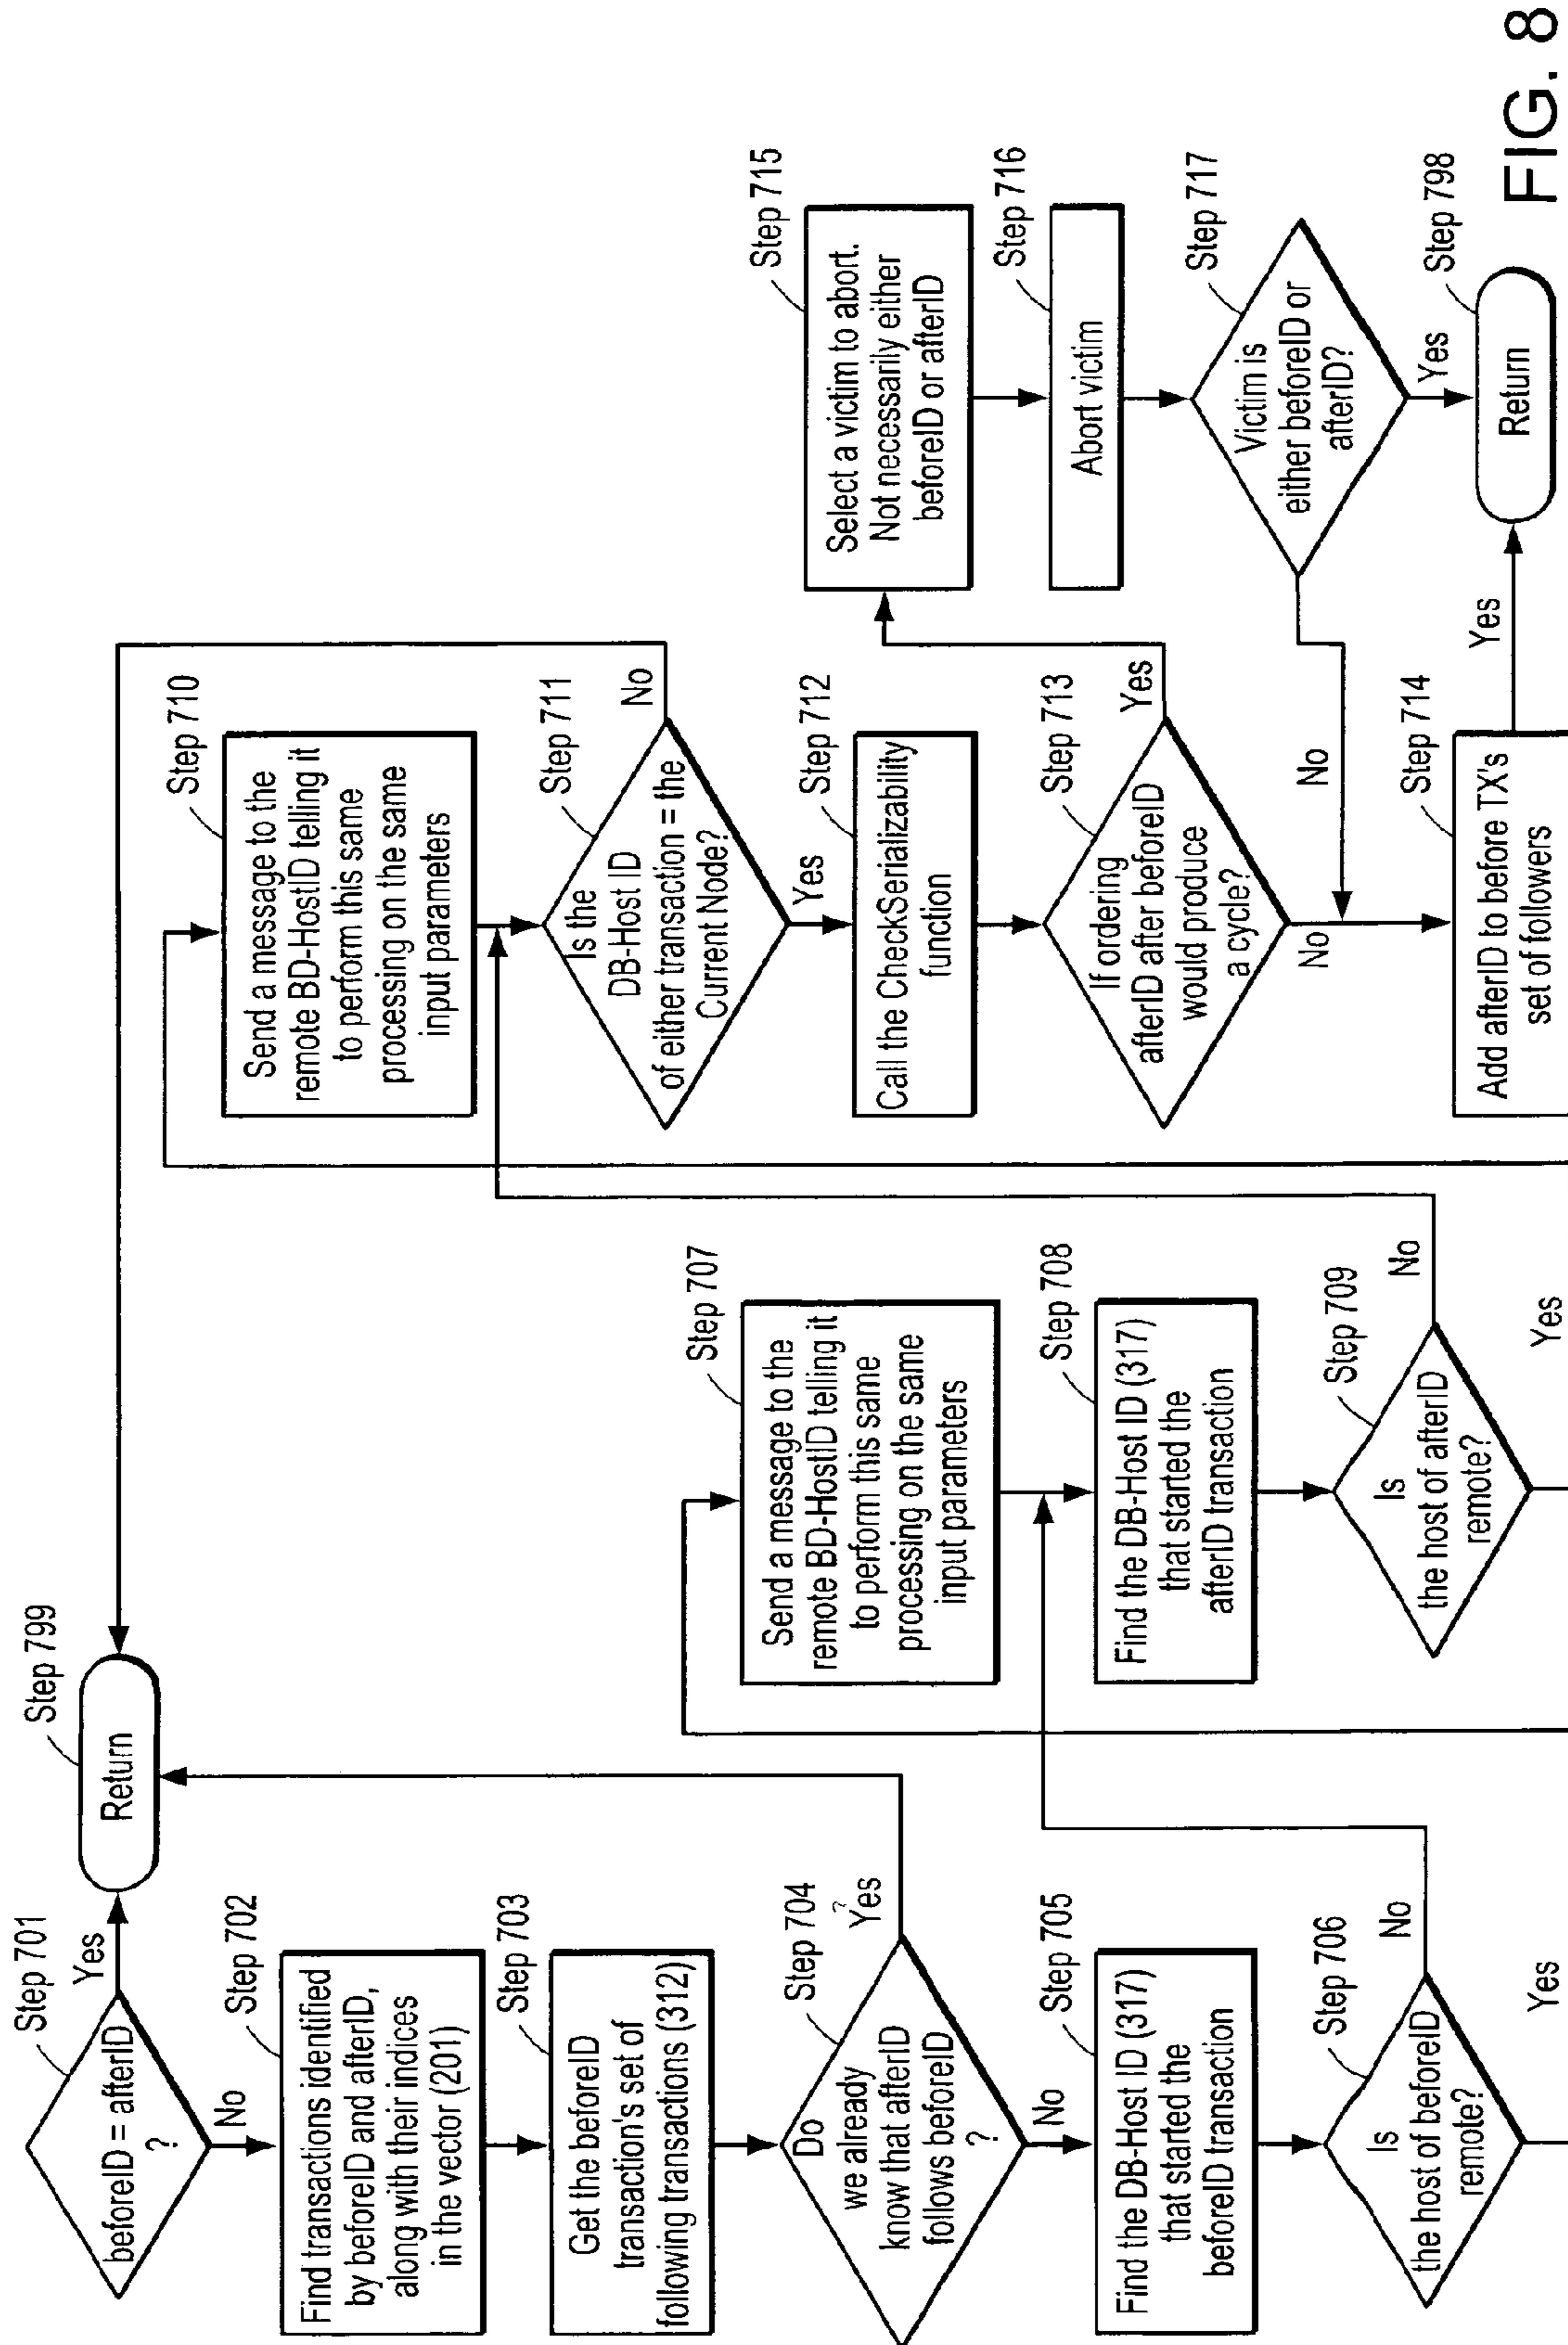 Step 701
beforeID = afterID
?
Yes
No
Step 799
Return
Step 702
Find transactions identified
by beforeID and afterID,
along with their indices
in the vector (201)
Step 703
Get the beforeID
transaction's set of
following transactions (312)
Step 704
Do
we already
know that afterID
follows beforeID
?
?
Yes
No
Step 705
Find the DB-Host ID (317)
that started the
beforeID transaction
Step 706
Is
the host of beforeID
remote?
No
Yes
Step 707
Send a message to the
remote BD-HostID telling it
to perform this same
processing on the same
input parameters
Step 708
Find the DB-Host ID (317)
that started the
afterID transaction
Step 709
Is
the host of afterID
remote?
No
Yes
Step 710
Send a message to the
remote BD-HostID telling it
to perform this same
processing on the same
input parameters
Step 711
Is the
DB-Host ID
of either transaction = the
Current Node?
No
Yes
Step 712
Call the CheckSerializability
function
Step 713
If ordering
afterID after beforeID
would produce
a cycle?
Yes
No
Step 714
Add afterID to before TX's
set of followers
Yes
Step 715
Select a victim to abort.
Not necessarily either
beforeID or afterID
Step 716
Abort victim
Step 717
Victim is
either beforeID or
afterID?
No
Yes
Step 798
Return
FIG. 8